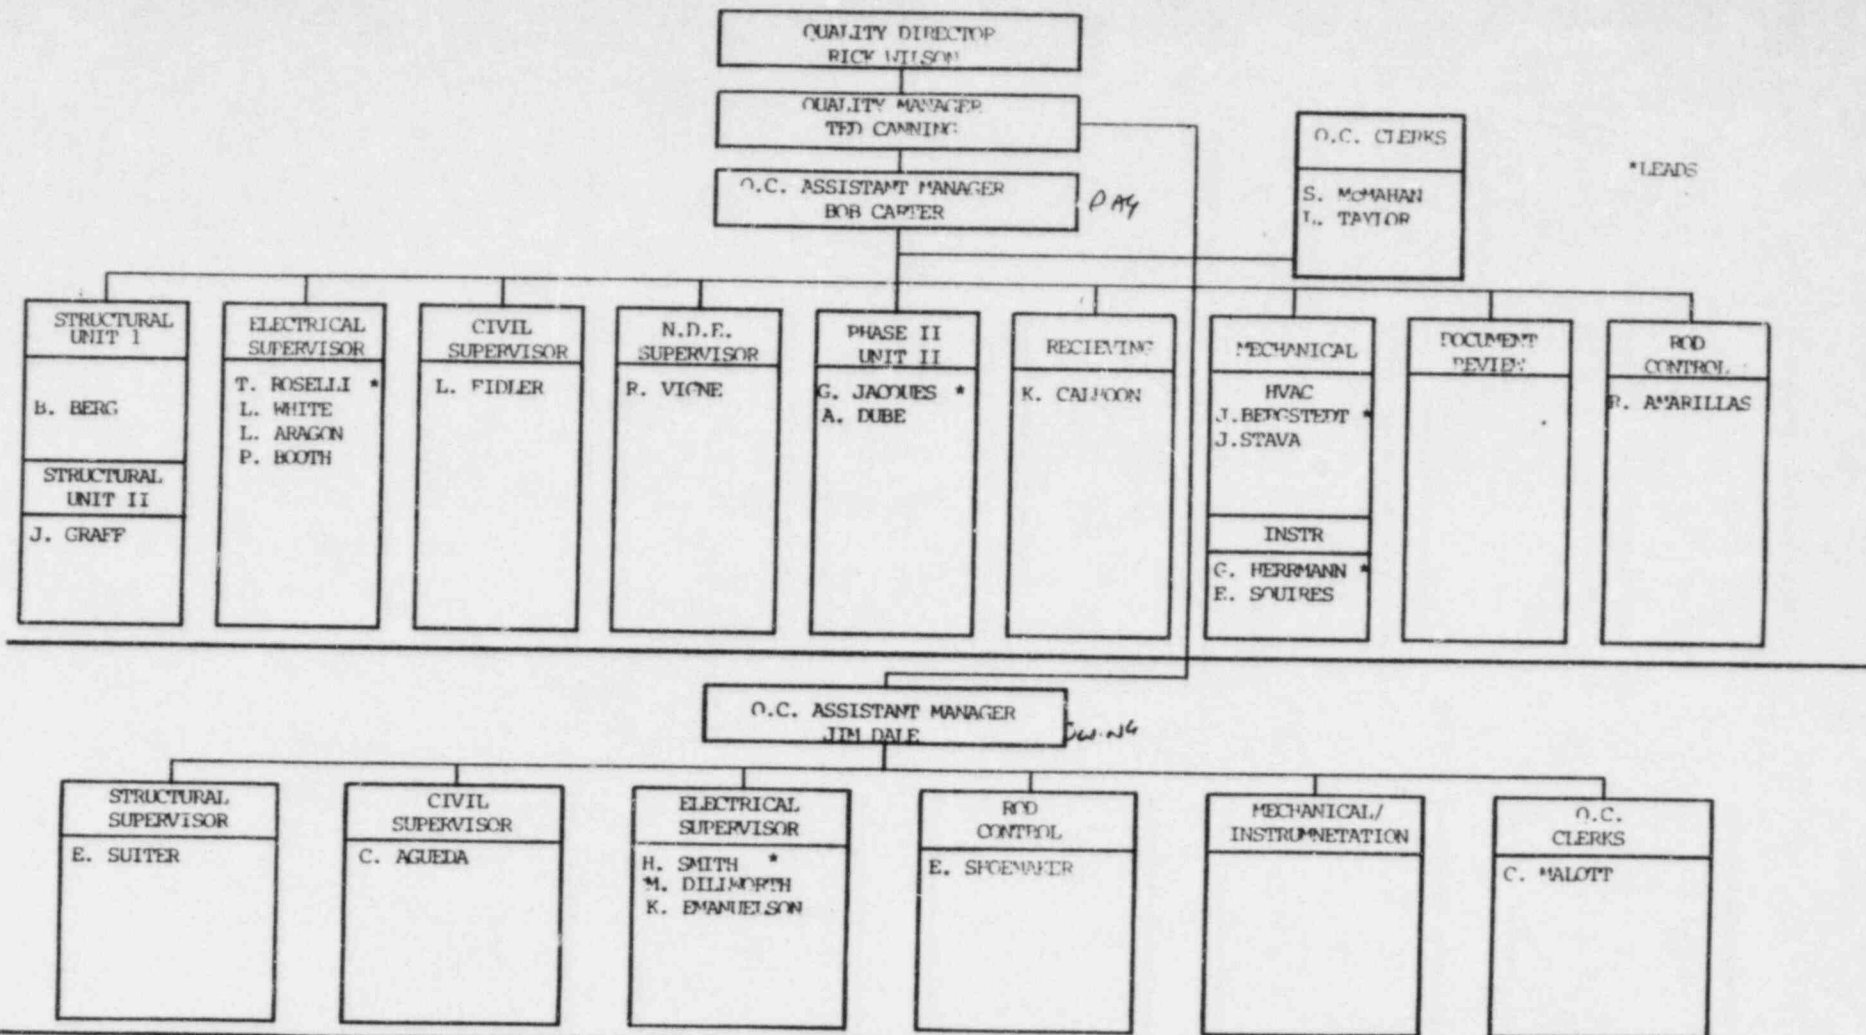 QUALITY DIRECTOR
RICK WILSON
QUALITY MANAGER
TED CANNING
Q.C. ASSISTANT MANAGER
BOB CARTER
DAY
Q.C. CLERKS
S. McMAHAN
L. TAYLOR
*LEADS
STRUCTURAL
UNIT 1
B. BERG
STRUCTURAL
UNIT II
J. GRAFF
ELECTRICAL
SUPERVISOR
T. ROSELLI *
L. WHITE
L. ARAGON
P. BOOTH
CIVIL
SUPERVISOR
L. FIDLER
N.D.E.
SUPERVISOR
R. VIGNE
PHASE II
UNIT II
G. JACQUES *
A. DUBE
RECIEVING
K. CALHOON
MECHANICAL
HVAC
J.BERGSTEDT *
J.STAVA
INSTR
G. HERRMANN *
E. SQUIRES
DOCUMENT
REVIEW
ROD
CONTROL
R. AMARILLAS
Q.C. ASSISTANT MANAGER
JIM DALE
SWING
STRUCTURAL
SUPERVISOR
E. SUITER
CIVIL
SUPERVISOR
C. AGUEDA
ELECTRICAL
SUPERVISOR
H. SMITH *
M. DILLWORTH
K. EMANUELSON
ROD
CONTROL
E. SHOEMAKER
MECHANICAL/
INSTRUMNETATION
Q.C.
CLERKS
C. MALOTT